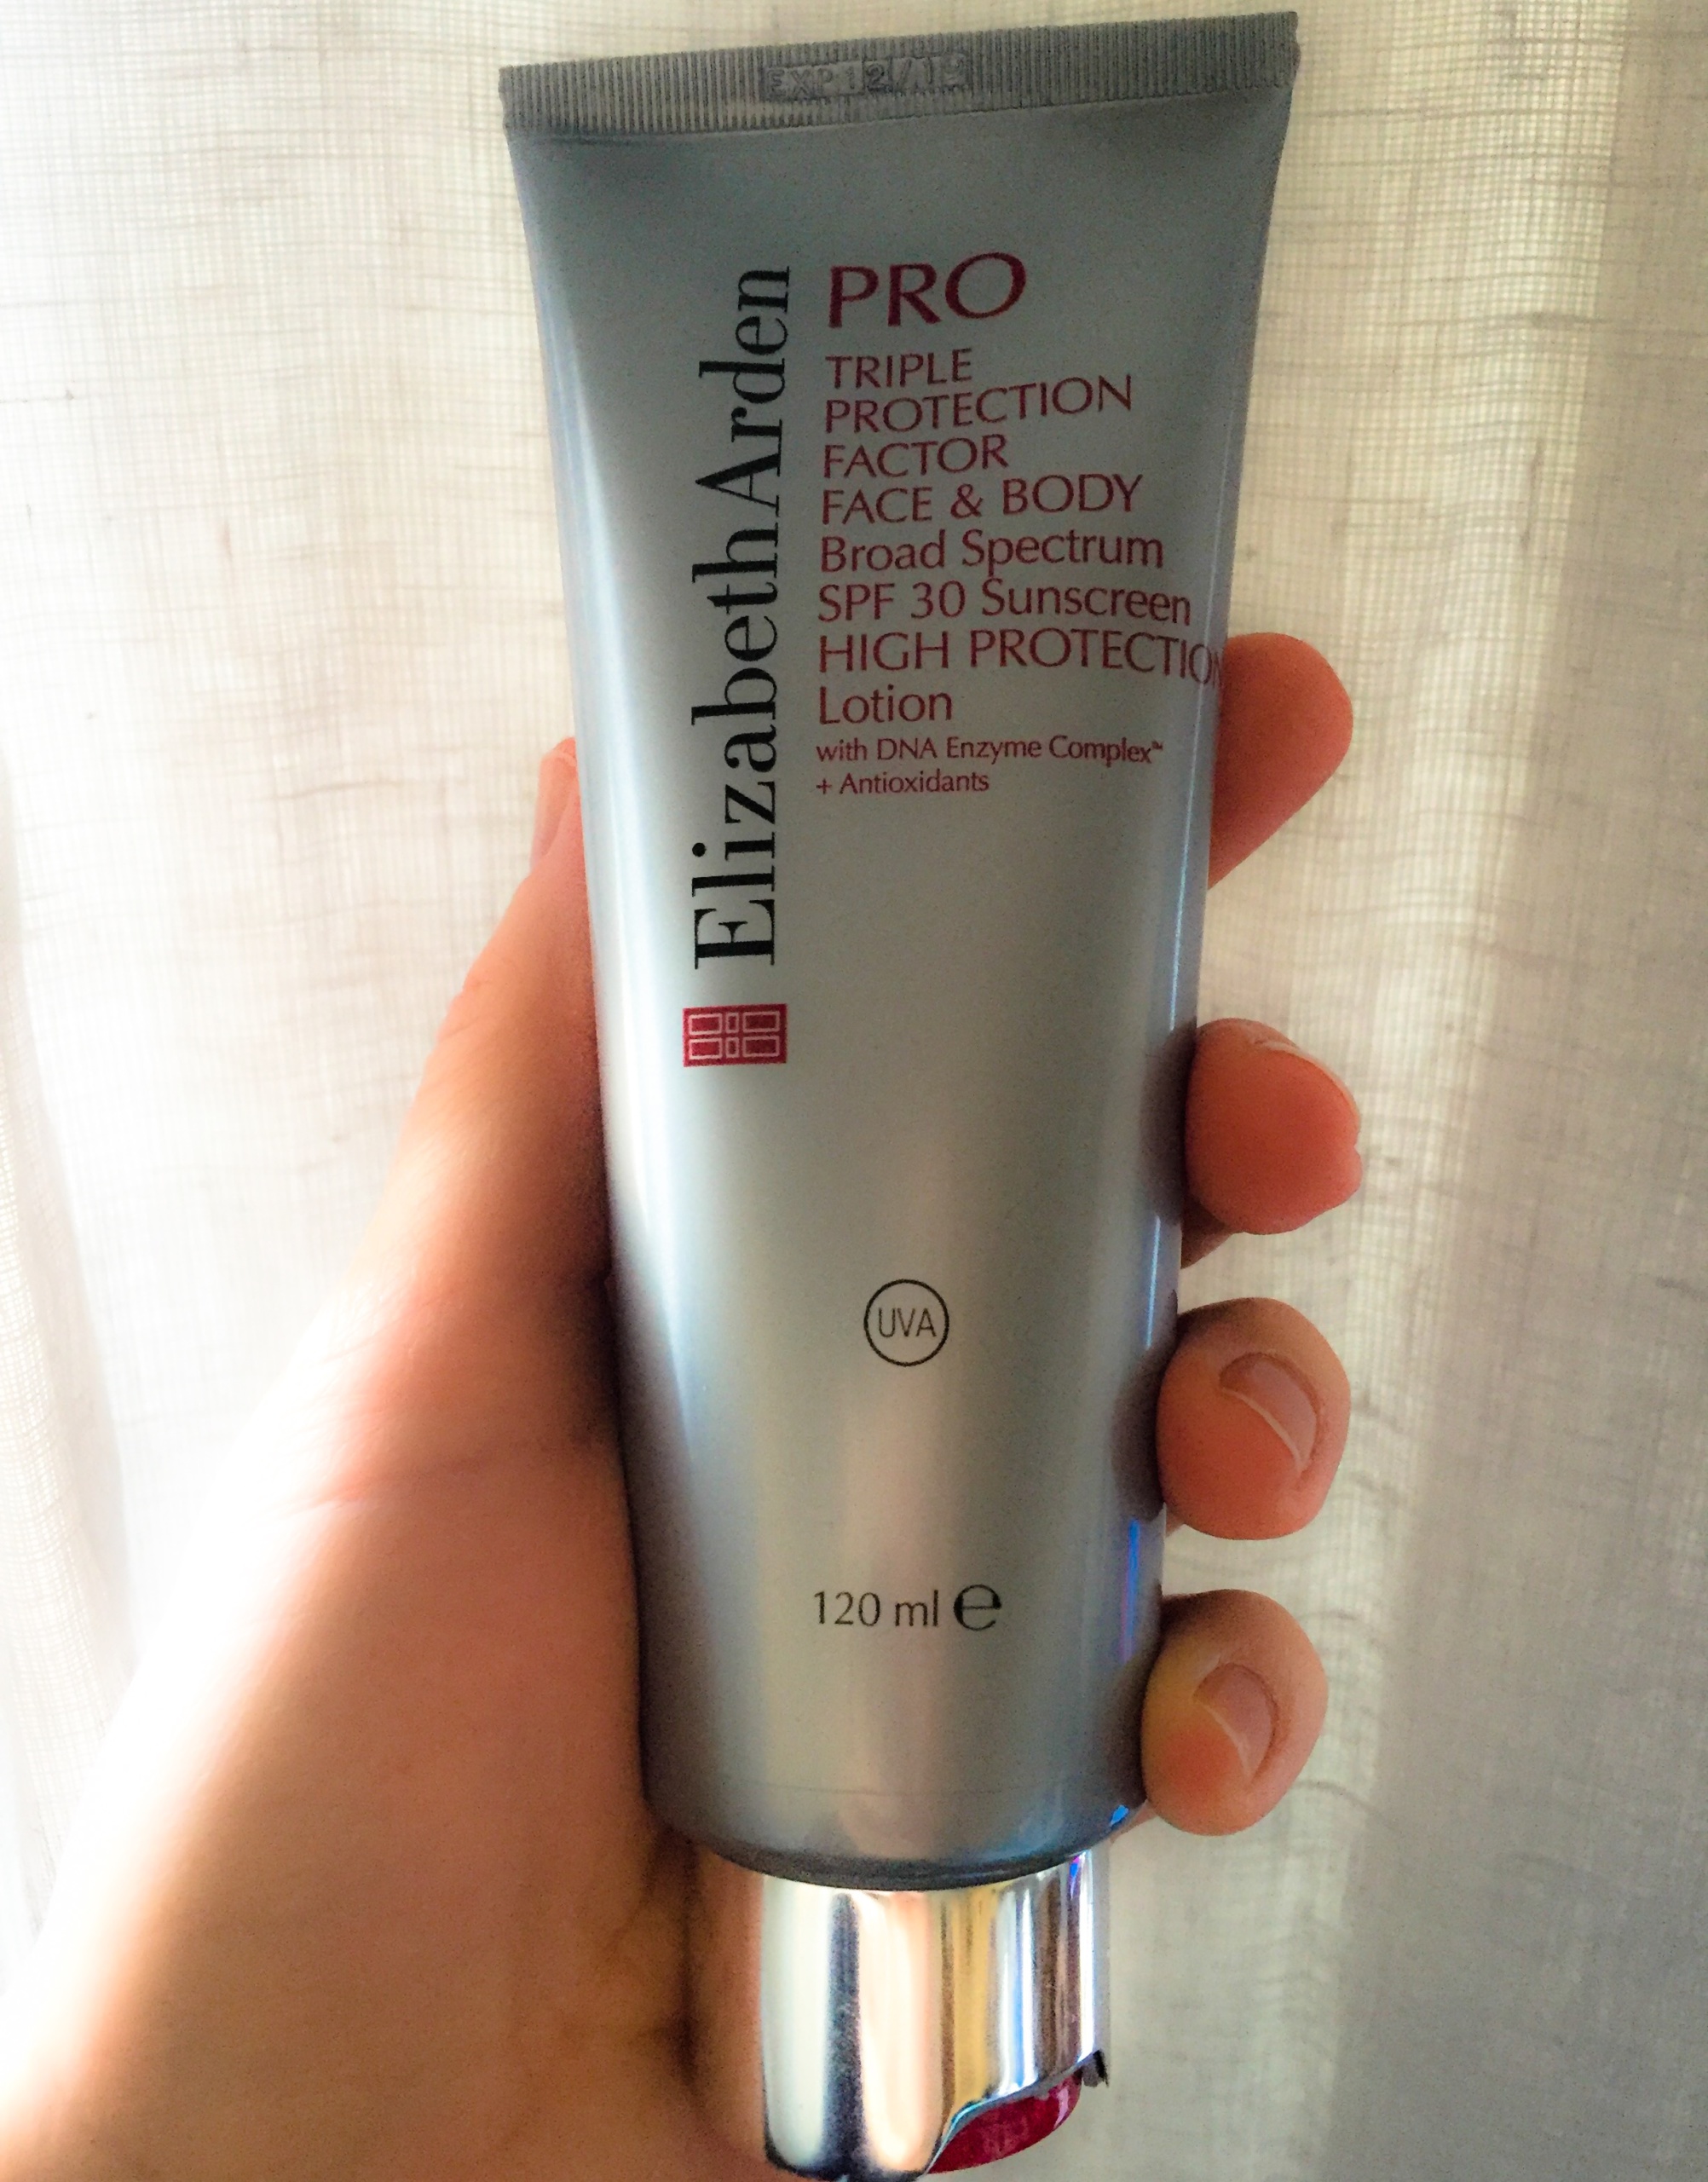 EXP 12/19
ElizabethArden
PRO
TRIPLE
PROTECTION
FACTOR
FACE & BODY
Broad Spectrum
SPF 30 Sunscreen
HIGH PROTECTION
Lotion
with DNA Enzyme Complex™
+ Antioxidants
UVA
120 ml ℮